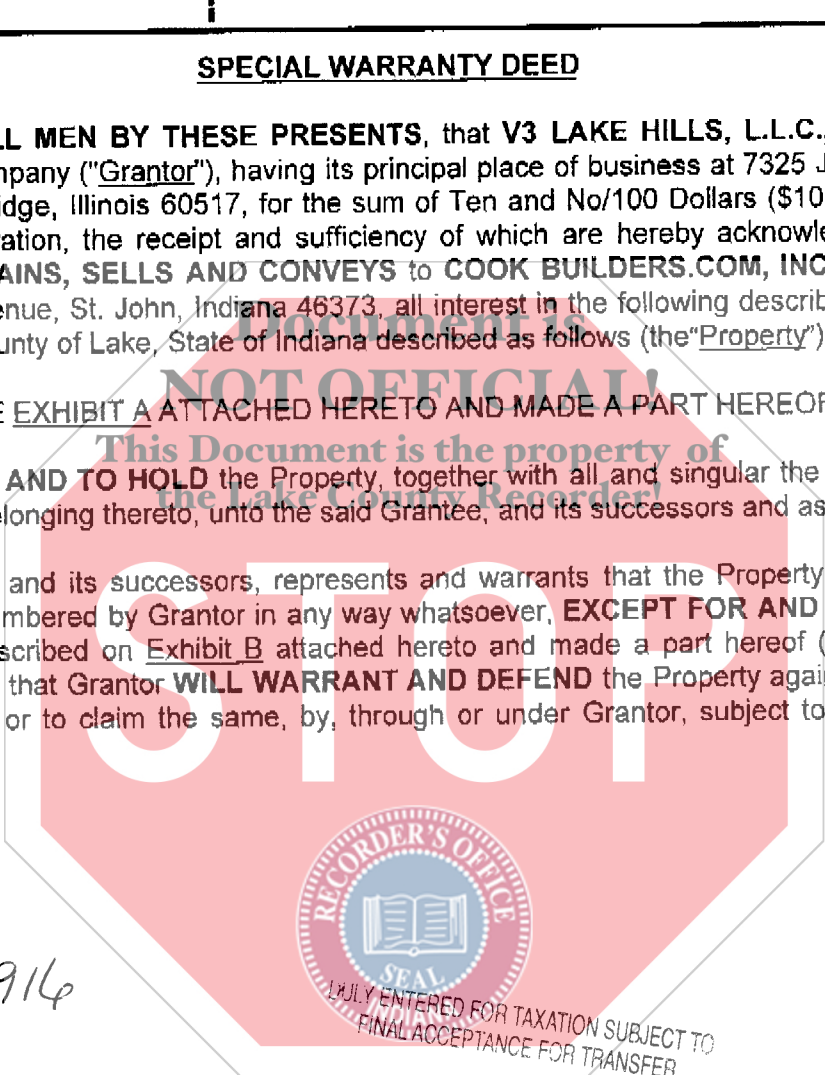 SPECIAL WARRANTY DEED
LL MEN BY THESE PRESENTS, that V3 LAKE HILLS, L.L.C.,
mpany ("Grantor"), having its principal place of business at 7325 J
idge, Illinois 60517, for the sum of Ten and No/100 Dollars ($10
ration, the receipt and sufficiency of which are hereby acknowle
AINS, SELLS AND CONVEYS to COOK BUILDERS.COM, INC
enue, St. John, Indiana 46373, all interest in the following describ
Document is
unty of Lake, State of Indiana described as follows (the"Property")
NOT OFFICIAL!
E EXHIBIT A ATTACHED HERETO AND MADE A PART HEREOF
This Document is the property of
AND TO HOLD the Property, together with all and singular the
the Lake County Recorder!
elonging thereto, unto the said Grantee, and its successors and as
and its successors, represents and warrants that the Property
mbered by Grantor in any way whatsoever, EXCEPT FOR AND
scribed on Exhibit B attached hereto and made a part hereof (
that Grantor WILL WARRANT AND DEFEND the Property agai
or to claim the same, by, through or under Grantor, subject to
STOP
RECORDER'S OFFICE
SEAL
INDIANA
916
DULY ENTERED FOR TAXATION SUBJECT TO
FINAL ACCEPTANCE FOR TRANSFER